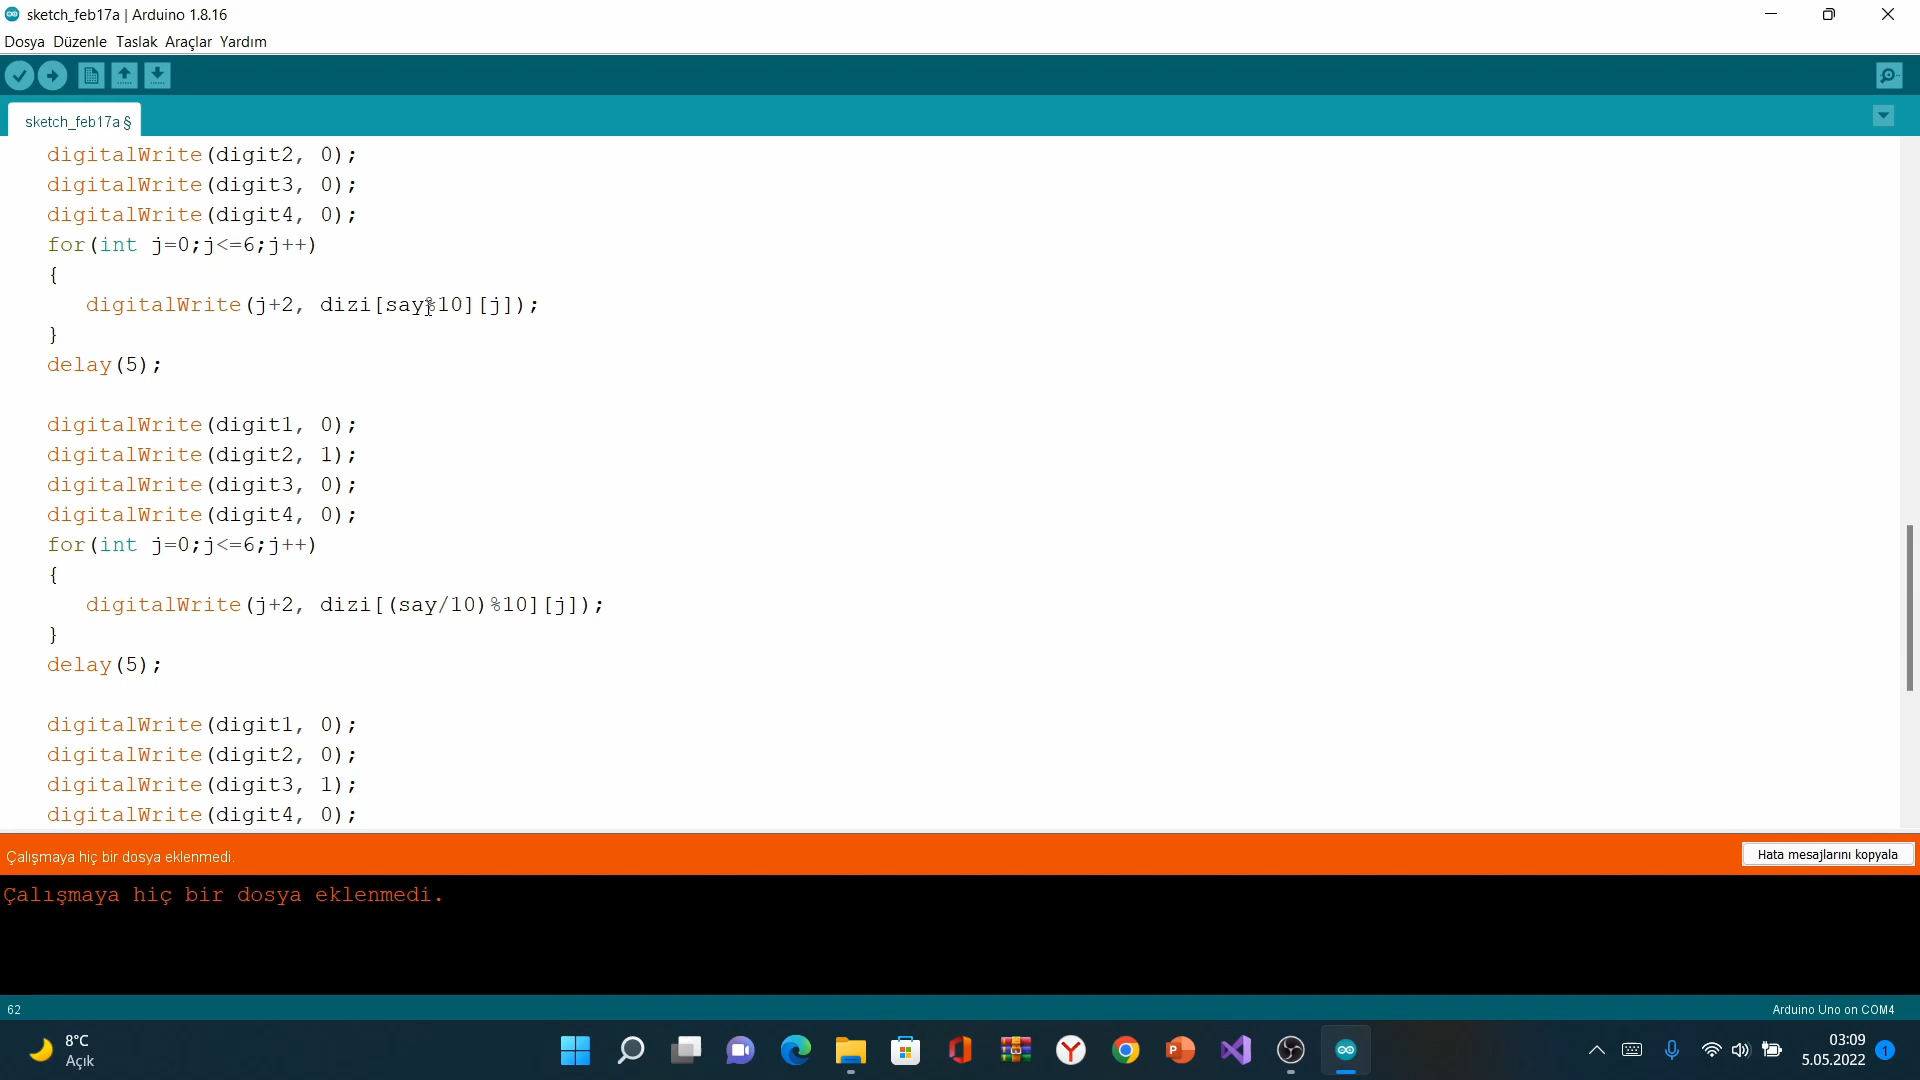 sketch_feb17a | Arduino 1.8.16
Dosya Düzenle Taslak Araçlar Yardım
sketch_feb17a §
digitalWrite(digit2, 0);
digitalWrite(digit3, 0);
digitalWrite(digit4, 0);
for(int j=0;j<=6;j++)
{
digitalWrite(j+2, dizi[say%10][j]);
}
delay(5);
digitalWrite(digit1, 0);
digitalWrite(digit2, 1);
digitalWrite(digit3, 0);
digitalWrite(digit4, 0);
for(int j=0;j<=6;j++)
{
digitalWrite(j+2, dizi[(say/10)%10][j]);
}
delay(5);
digitalWrite(digit1, 0);
digitalWrite(digit2, 0);
digitalWrite(digit3, 1);
digitalWrite(digit4, 0);
Çalışmaya hiç bir dosya eklenmedi.
Hata mesajlarını kopyala
Çalışmaya hiç bir dosya eklenmedi.
62
Arduino Uno on COM4
8°C
Açık
03:09
5.05.2022
1